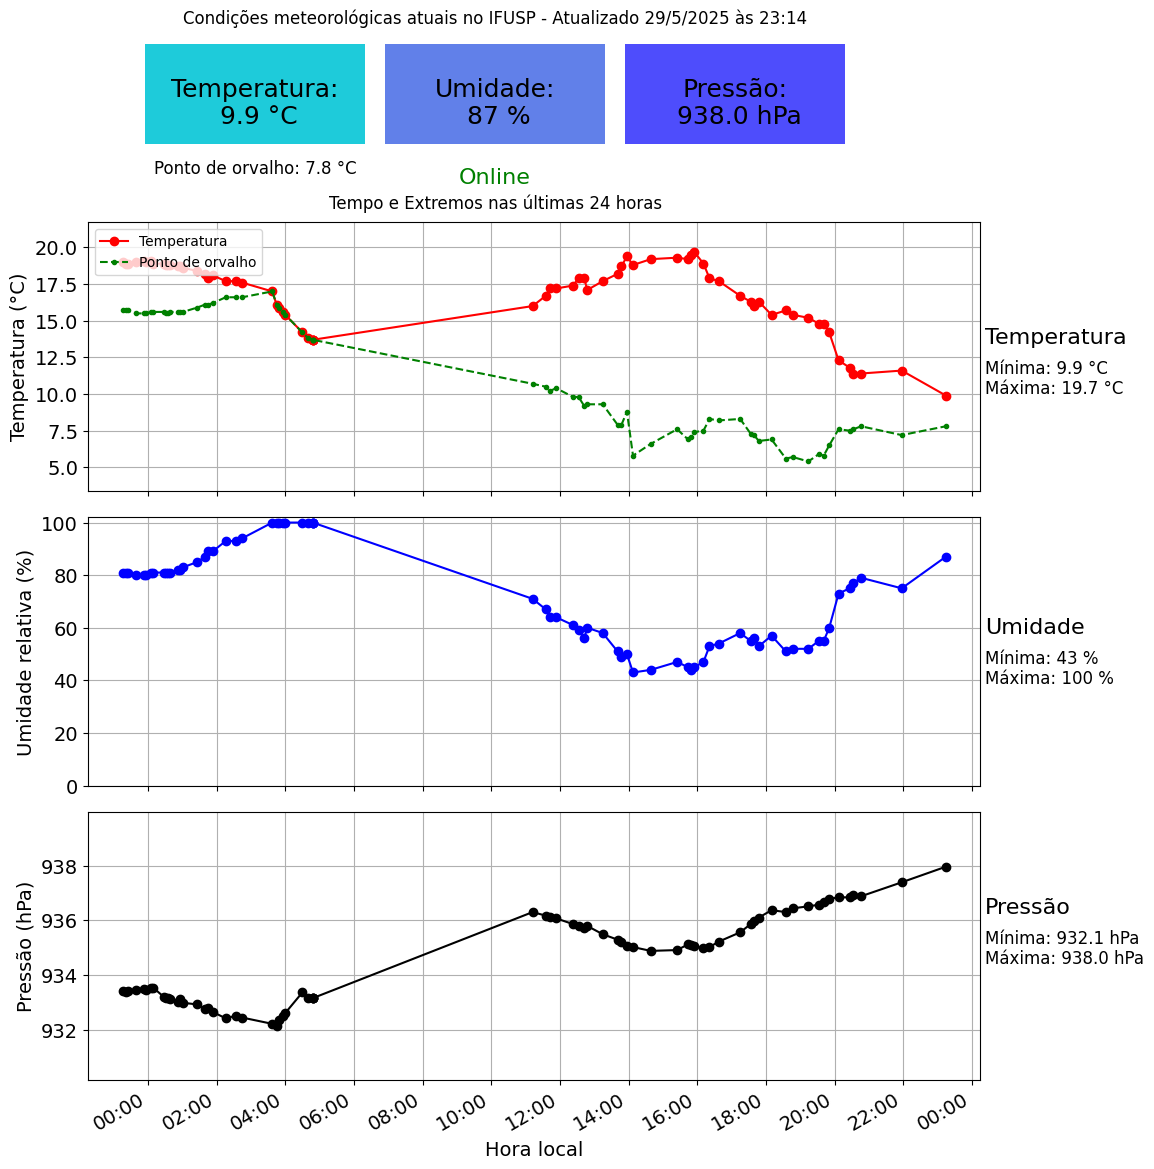 Condições meteorológicas atuais no IFUSP - Atualizado 29/5/2025 às 23:14
Temperatura:
9.9 °C
Umidade:
87 %
Pressão:
938.0 hPa
Ponto de orvalho: 7.8 °C
Online
Tempo e Extremos nas últimas 24 horas
Temperatura
Ponto de orvalho
Temperatura (°C)
20.0
17.5
15.0
12.5
10.0
7.5
5.0
Temperatura
Mínima: 9.9 °C
Máxima: 19.7 °C
Umidade relativa (%)
100
80
60
40
20
0
Umidade
Mínima: 43 %
Máxima: 100 %
Pressão (hPa)
938
936
934
932
Pressão
Mínima: 932.1 hPa
Máxima: 938.0 hPa
00:00 02:00 04:00 06:00 08:00 10:00 12:00 14:00 16:00 18:00 20:00 22:00 00:00
Hora local